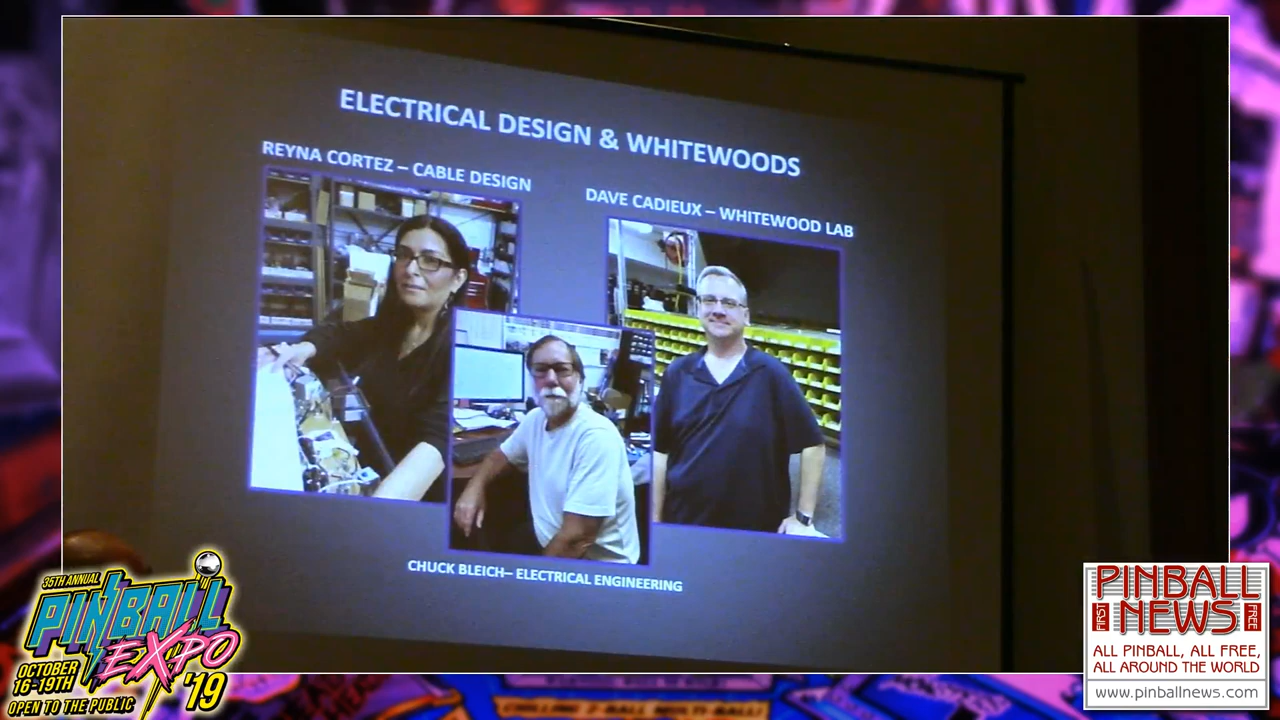 ELECTRICAL DESIGN & WHITEWOODS
REYNA CORTEZ – CABLE DESIGN
DAVE CADIEUX – WHITEWOOD LAB
CHUCK BLEICH– ELECTRICAL ENGINEERING
35TH ANNUAL
PINBALL
EXPO
OCTOBER
16-19TH
'19
OPEN TO THE PUBLIC
PINBALL
FIRST
NEWS
FREE
ALL PINBALL, ALL FREE,
ALL AROUND THE WORLD
www.pinballnews.com